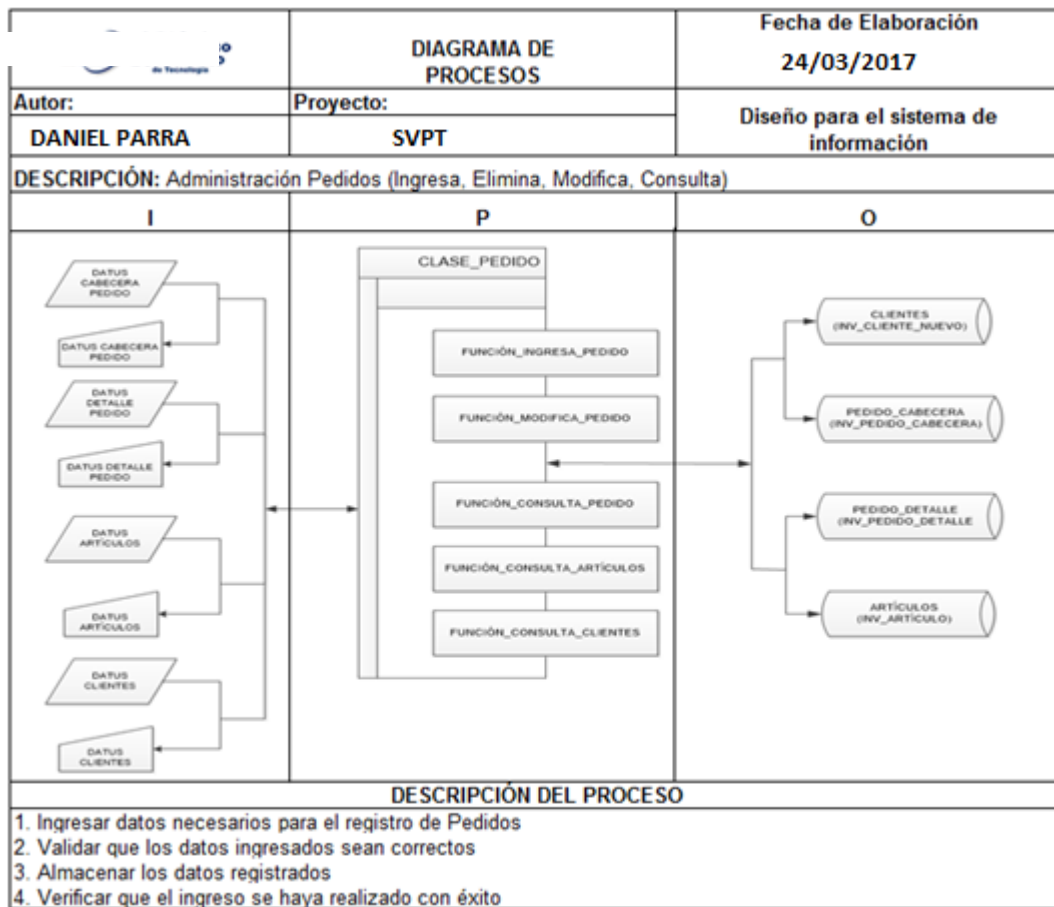 de Tecnología
DIAGRAMA DE
PROCESOS
Fecha de Elaboración
24/03/2017
Autor:
Proyecto:
DANIEL PARRA
SVPT
Diseño para el sistema de
información
DESCRIPCIÓN: Administración Pedidos (Ingresa, Elimina, Modifica, Consulta)
I
P
O
DATUS
CABECERA
PEDIDO
DATUS CABECERA
PEDIDO
DATUS
DETALLE
PEDIDO
DATUS DETALLE
PEDIDO
DATUS
ARTÍCULOS
DATUS
ARTÍCULOS
DATUS
CLIENTES
DATUS
CLIENTES
CLASE_PEDIDO
FUNCIÓN_INGRESA_PEDIDO
FUNCIÓN_MODIFICA_PEDIDO
FUNCIÓN_CONSULTA_PEDIDO
FUNCIÓN_CONSULTA_ARTÍCULOS
FUNCIÓN_CONSULTA_CLIENTES
CLIENTES
(INV_CLIENTE_NUEVO)
PEDIDO_CABECERA
(INV_PEDIDO_CABECERA)
PEDIDO_DETALLE
(INV_PEDIDO_DETALLE
ARTÍCULOS
(INV_ARTÍCULO)
DESCRIPCIÓN DEL PROCESO
1. Ingresar datos necesarios para el registro de Pedidos
2. Validar que los datos ingresados sean correctos
3. Almacenar los datos registrados
4. Verificar que el ingreso se haya realizado con éxito